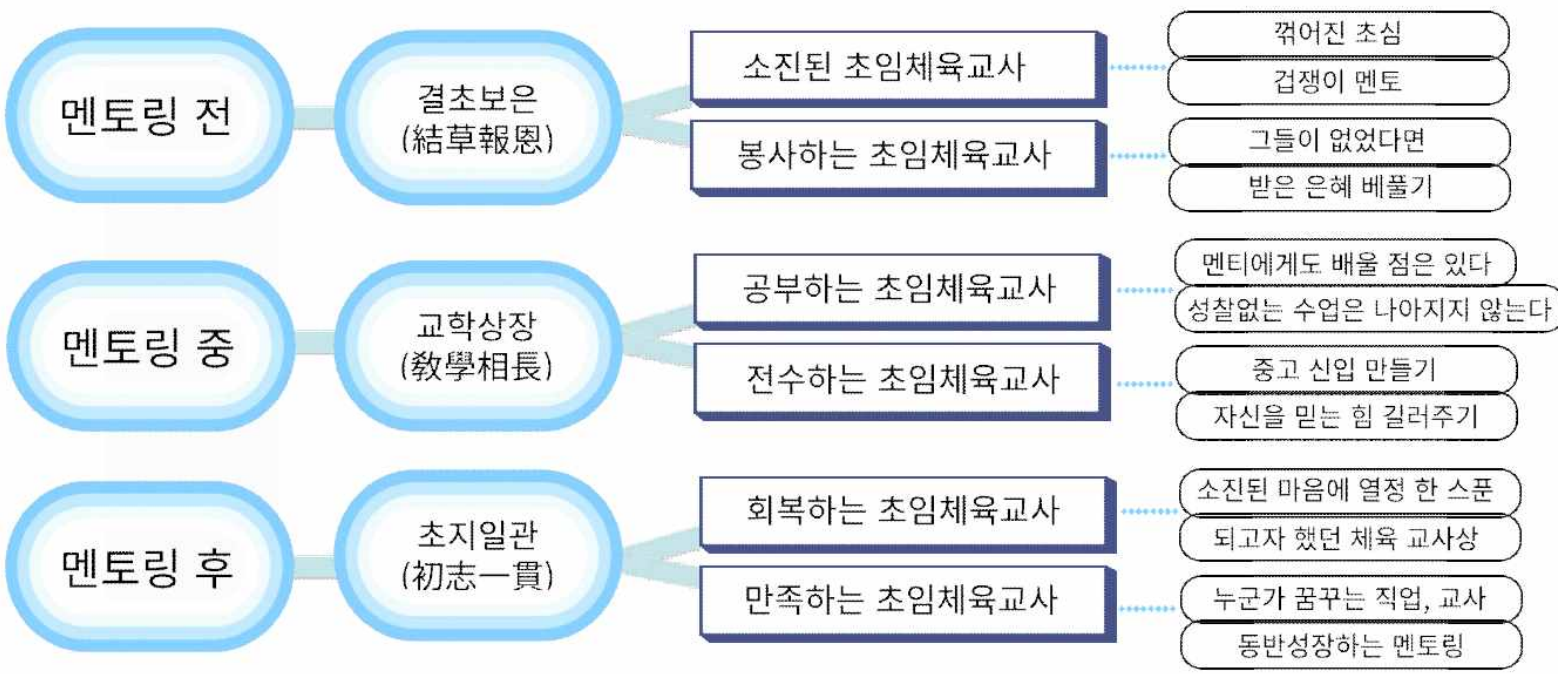 멘토링 전
결초보은
(結草報恩)
소진된 초임체육교사
꺾어진 초심
겁쟁이 멘토
봉사하는 초임체육교사
그들이 없었다면
받은 은혜 베풀기
멘토링 중
교학상장
(敎學相長)
공부하는 초임체육교사
멘티에게도 배울 점은 있다
성찰없는 수업은 나아지지 않는다
전수하는 초임체육교사
중고 신입 만들기
자신을 믿는 힘 길러주기
멘토링 후
초지일관
(初志一貫)
회복하는 초임체육교사
소진된 마음에 열정 한 스푼
되고자 했던 체육 교사상
만족하는 초임체육교사
누군가 꿈꾸는 직업, 교사
동반성장하는 멘토링